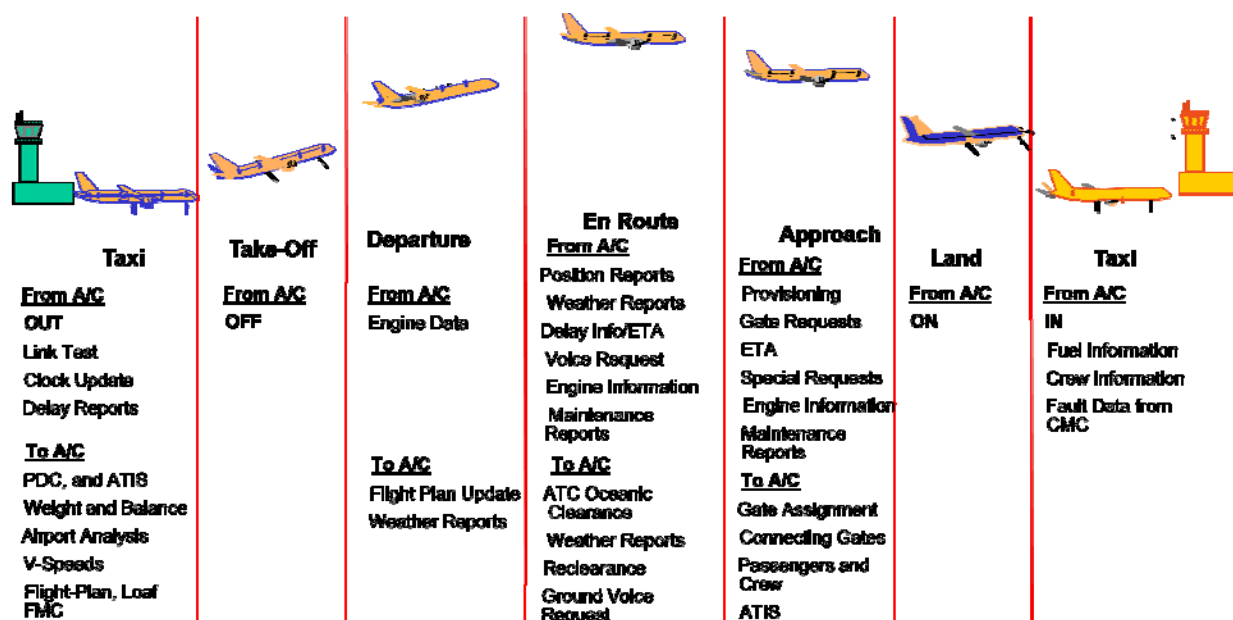 Taxi
From A/C
OUT
Link Test
Clock Update
Delay Reports
To A/C
PDC, and ATIS
Weight and Balance
Airport Analysis
V-Speeds
Flight-Plan, Loaf
FMC
Take-Off
From A/C
OFF
Departure
From A/C
Engine Data
To A/C
Flight Plan Update
Weather Reports
En Route
From A/C
Position Reports
Weather Reports
Delay Info/ETA
Voice Request
Engine Information
Maintenance
Reports
To A/C
ATC Oceanic
Clearance
Weather Reports
Reclearance
Ground Voice
Request
Approach
From A/C
Provisioning
Gate Requests
ETA
Special Requests
Engine Information
Maintenance
Reports
To A/C
Gate Assignment
Connecting Gates
Passengers and
Crew
ATIS
Land
From A/C
ON
Taxi
From A/C
IN
Fuel Information
Crew Information
Fault Data from
CMC